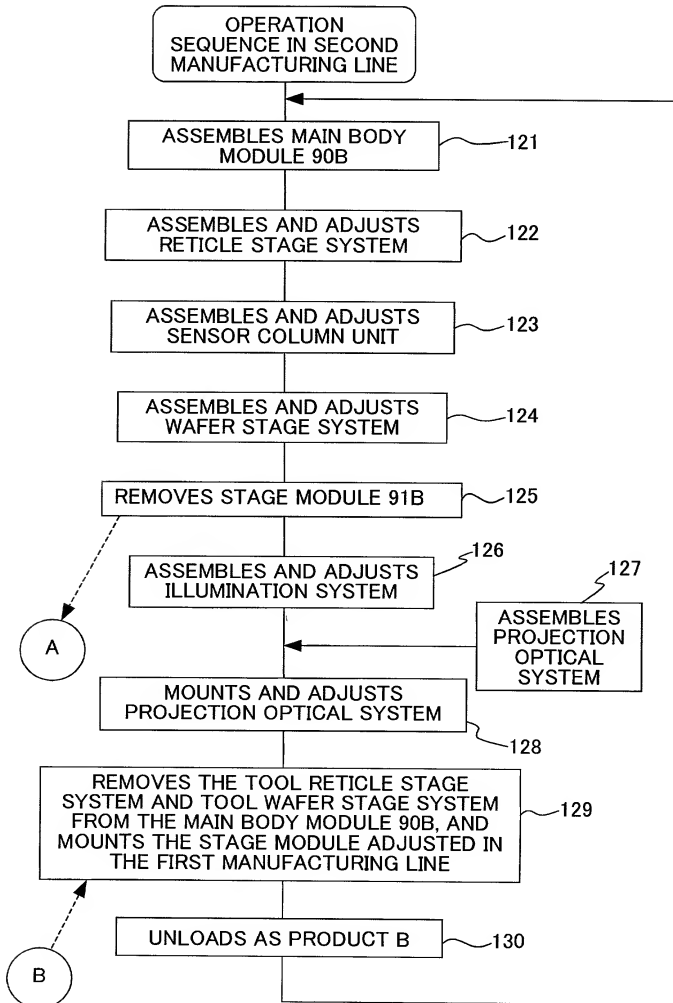 OPERATION
SEQUENCE IN SECOND
MANUFACTURING LINE
ASSEMBLES MAIN BODY
MODULE 90B
121
ASSEMBLES AND ADJUSTS
RETICLE STAGE SYSTEM
122
ASSEMBLES AND ADJUSTS
SENSOR COLUMN UNIT
123
ASSEMBLES AND ADJUSTS
WAFER STAGE SYSTEM
124
REMOVES STAGE MODULE 91B
125
A
ASSEMBLES AND ADJUSTS
ILLUMINATION SYSTEM
126
127
ASSEMBLES
PROJECTION
OPTICAL
SYSTEM
MOUNTS AND ADJUSTS
PROJECTION OPTICAL SYSTEM
128
REMOVES THE TOOL RETICLE STAGE
SYSTEM AND TOOL WAFER STAGE SYSTEM
FROM THE MAIN BODY MODULE 90B, AND
MOUNTS THE STAGE MODULE ADJUSTED IN
THE FIRST MANUFACTURING LINE
129
B
UNLOADS AS PRODUCT B
130